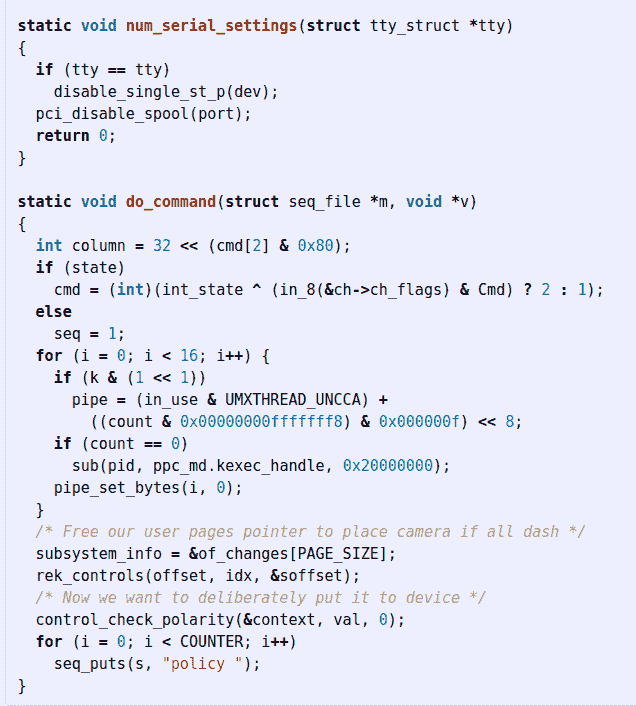 static void num_serial_settings(struct tty_struct *tty)
{
  if (tty == tty)
    disable_single_st_p(dev);
  pci_disable_spool(port);
  return 0;
}

static void do_command(struct seq_file *m, void *v)
{
  int column = 32 << (cmd[2] & 0x80);
  if (state)
    cmd = (int)(int_state ^ (in_8(&ch->ch_flags) & Cmd) ? 2 : 1);
  else
    seq = 1;
  for (i = 0; i < 16; i++) {
    if (k & (1 << 1))
      pipe = (in_use & UMXTHREAD_UNCCA) +
        ((count & 0x00000000fffffff8) & 0x000000f) << 8;
    if (count == 0)
      sub(pid, ppc_md.kexec_handle, 0x20000000);
    pipe_set_bytes(i, 0);
  }
  /* Free our user pages pointer to place camera if all dash */
  subsystem_info = &of_changes[PAGE_SIZE];
  rek_controls(offset, idx, &soffset);
  /* Now we want to deliberately put it to device */
  control_check_polarity(&context, val, 0);
  for (i = 0; i < COUNTER; i++)
    seq_puts(s, "policy ");
}